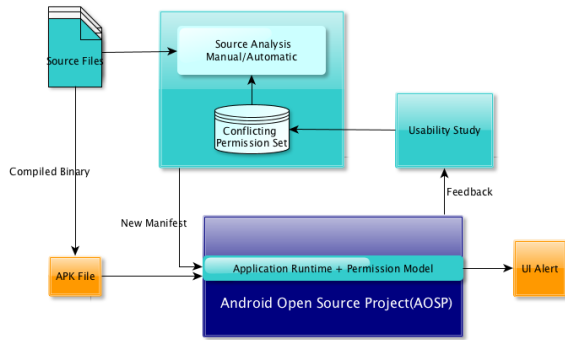 Source Files
Source Analysis
Manual/Automatic
Conflicting
Permission Set
Usability Study
Compiled Binary
Feedback
New Manifest
APK File
Application Runtime + Permission Model
UI Alert
Android Open Source Project(AOSP)